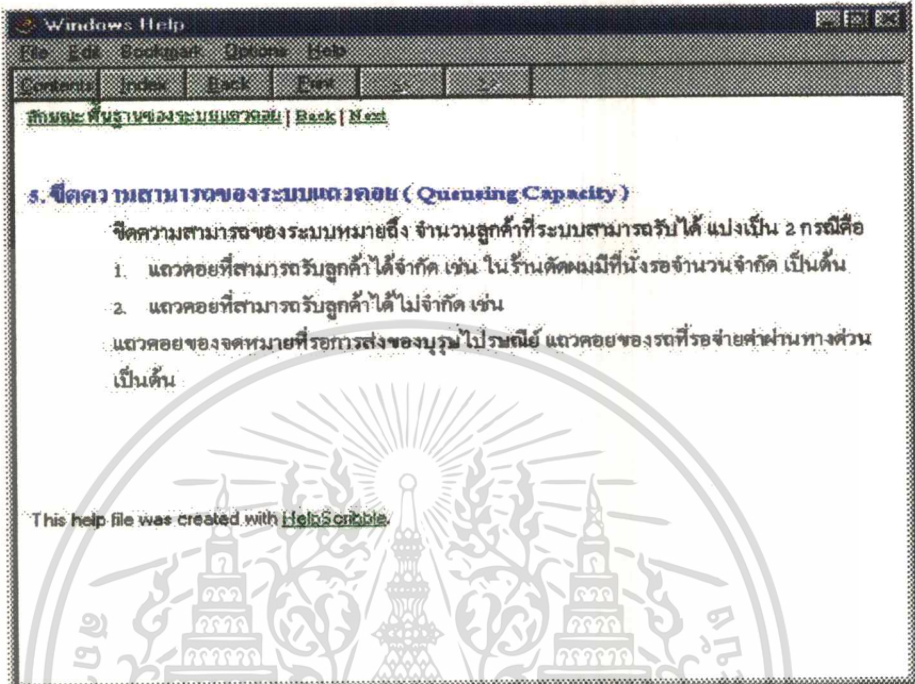 Windows Help
File Edit Bookmark Options Help
Contents Index Back Print << >>
ลักษณะพื้นฐานของระบบแถวคอย | Back | Next
5. ขีดความสามารถของระบบแถวคอย ( Queuing Capacity )
ขีดความสามารถของระบบหมายถึง จำนวนลูกค้าที่ระบบสามารถรับได้ แบ่งเป็น 2 กรณีคือ
1. แถวคอยที่สามารถรับลูกค้าได้จำกัด เช่น ในร้านตัดผมมีที่นั่งรอจำนวนจำกัด เป็นต้น
2. แถวคอยที่สามารถรับลูกค้าได้ไม่จำกัด เช่น
แถวคอยของจดหมายที่รอการส่งของบุรุษไปรษณีย์ แถวคอยของรถที่รอจ่ายค่าผ่านทางด่วน
เป็นต้น
This help file was created with HelpScribble.